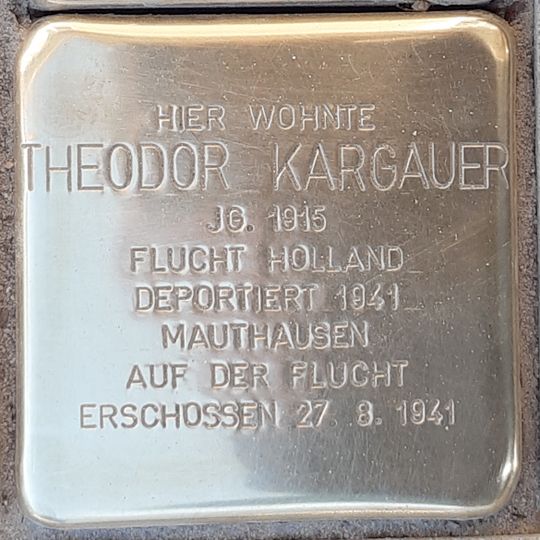 HIER WOHNTE
THEODOR KARGAUER
JG. 1915
FLUCHT HOLLAND
DEPORTIERT 1941
MAUTHAUSEN
AUF DER FLUCHT
ERSCHOSSEN 27. 8. 1941